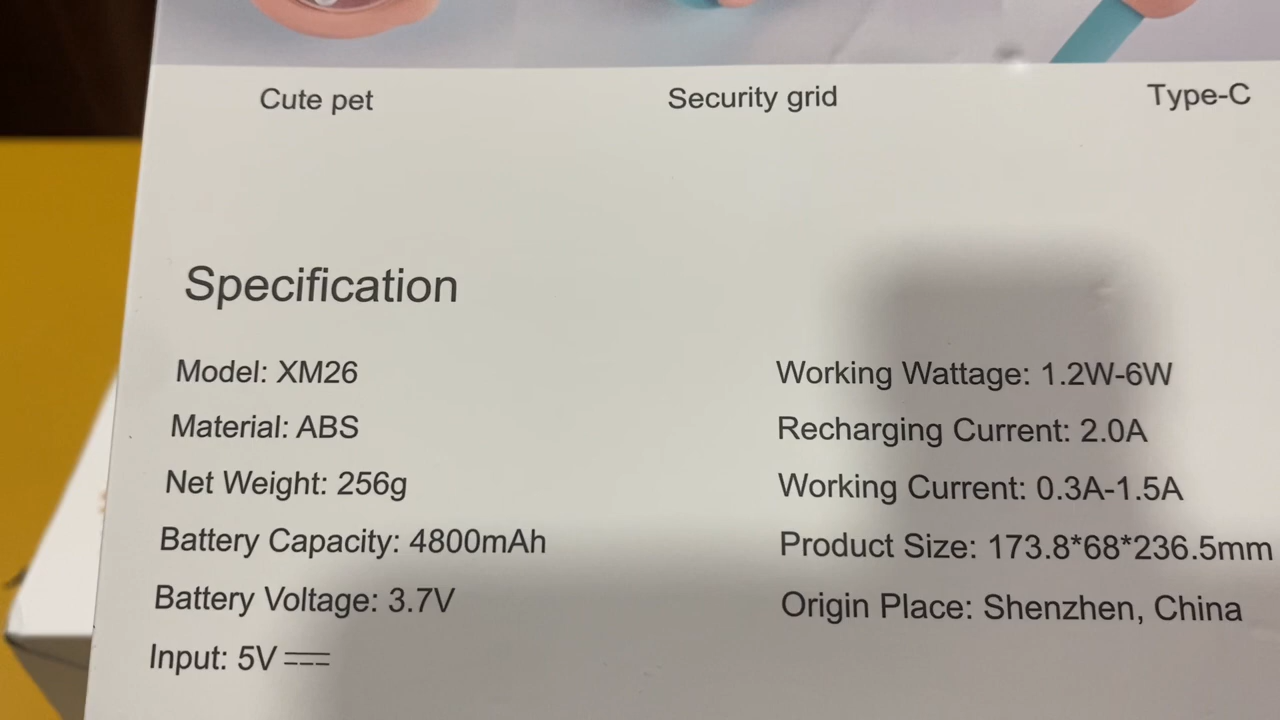 Cute pet
Security grid
Type-C
Specification
Model: XM26
Material: ABS
Net Weight: 256g
Battery Capacity: 4800mAh
Battery Voltage: 3.7V
Input: 5V⎓
Working Wattage: 1.2W-6W
Recharging Current: 2.0A
Working Current: 0.3A-1.5A
Product Size: 173.8*68*236.5mm
Origin Place: Shenzhen, China